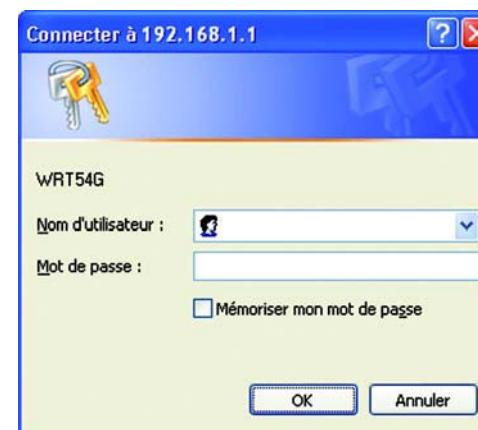 Connecter à 192.168.1.1
WRT54G
Nom d'utilisateur :
Mot de passe :
Mémoriser mon mot de passe
OK Annuler